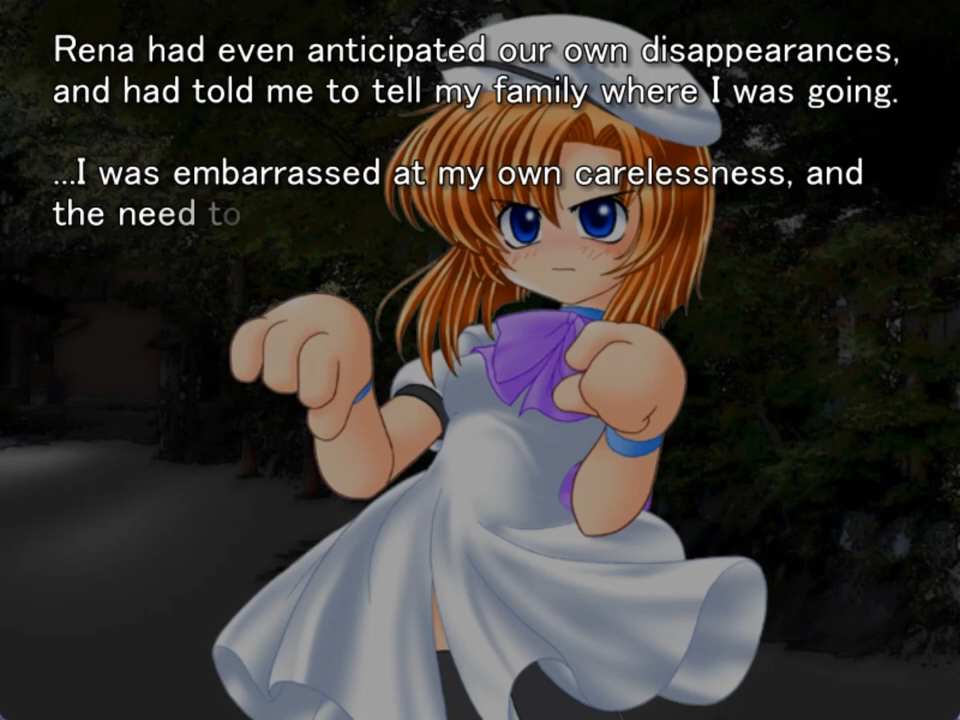 Rena had even anticipated our own disappearances,
and had told me to tell my family where I was going.
...I was embarrassed at my own carelessness, and
the need to